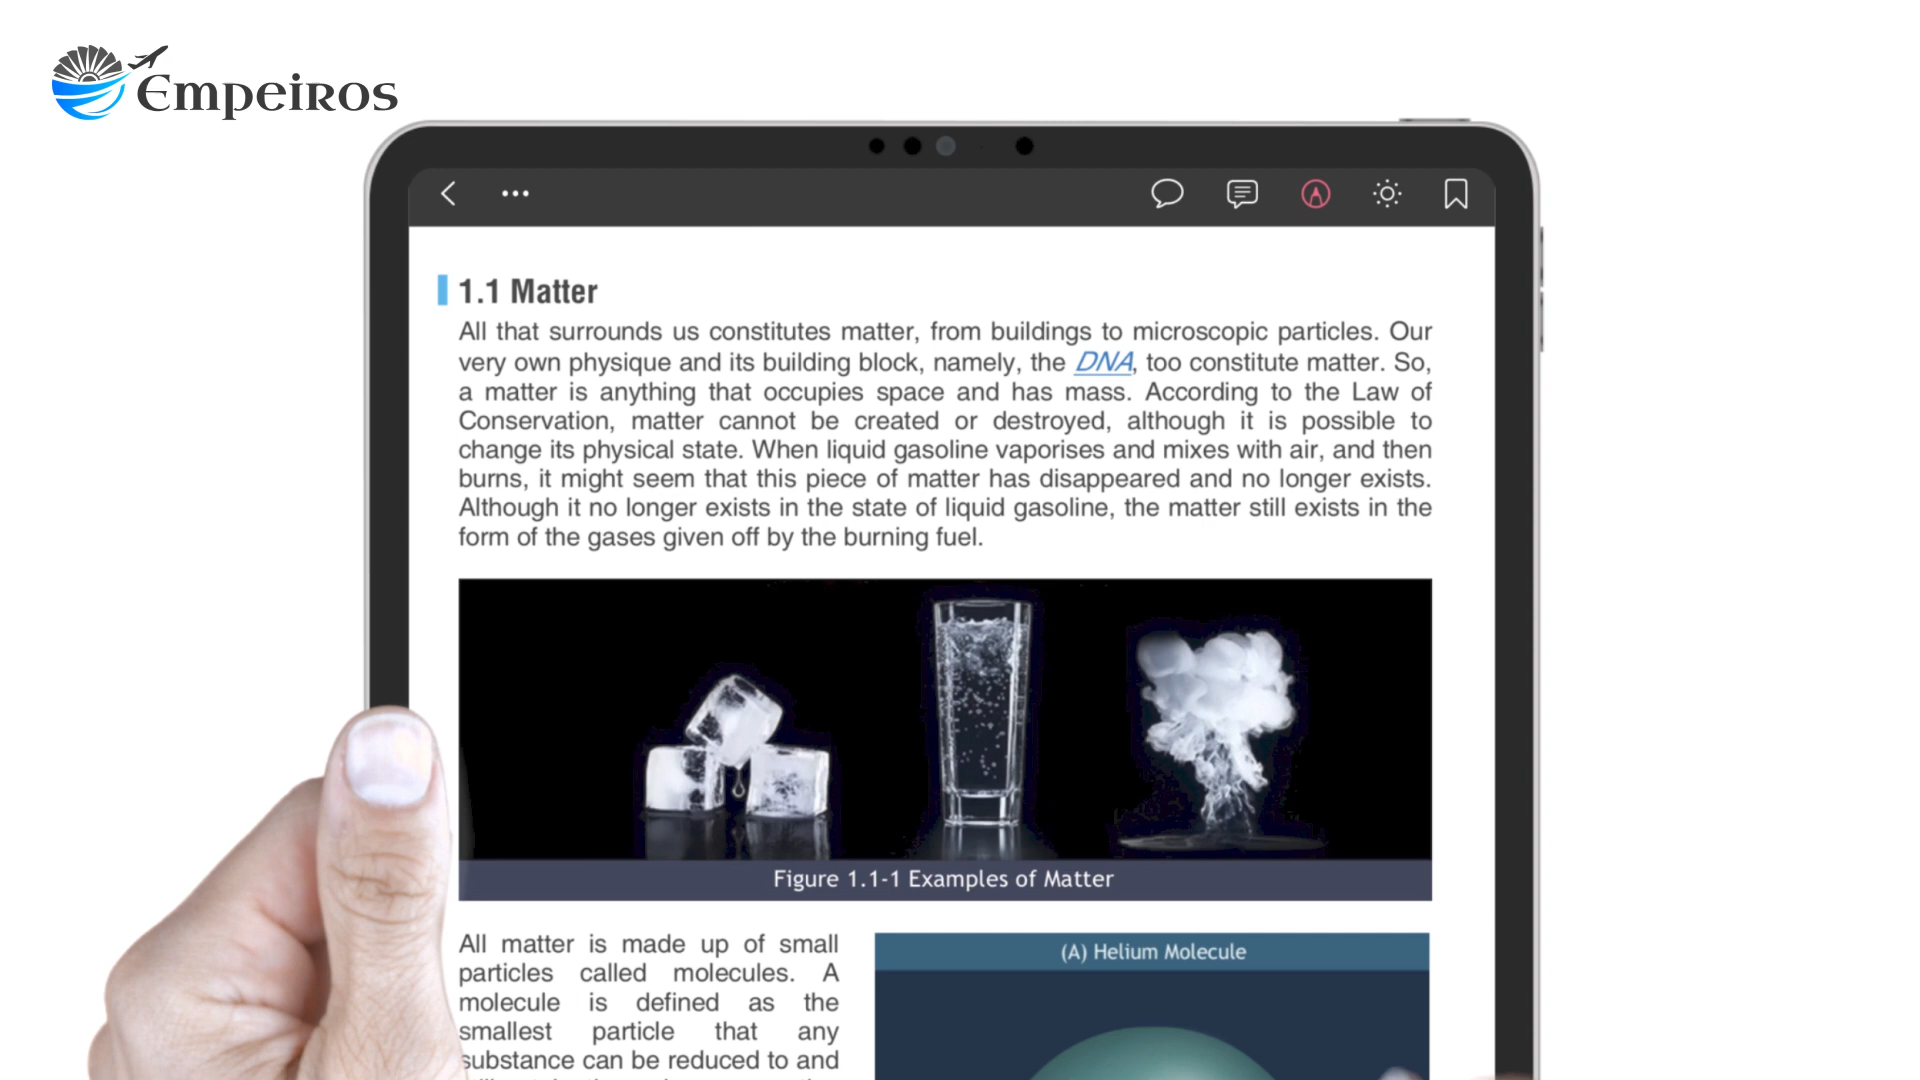 Empeiros
1.1 Matter
All that surrounds us constitutes matter, from buildings to microscopic particles. Our
very own physique and its building block, namely, the DNA, too constitute matter. So,
a matter is anything that occupies space and has mass. According to the Law of
Conservation, matter cannot be created or destroyed, although it is possible to
change its physical state. When liquid gasoline vaporises and mixes with air, and then
burns, it might seem that this piece of matter has disappeared and no longer exists.
Although it no longer exists in the state of liquid gasoline, the matter still exists in the
form of the gases given off by the burning fuel.
Figure 1.1-1 Examples of Matter
All matter is made up of small
particles called molecules. A
molecule is defined as the
smallest particle that any
substance can be reduced to and
(A) Helium Molecule